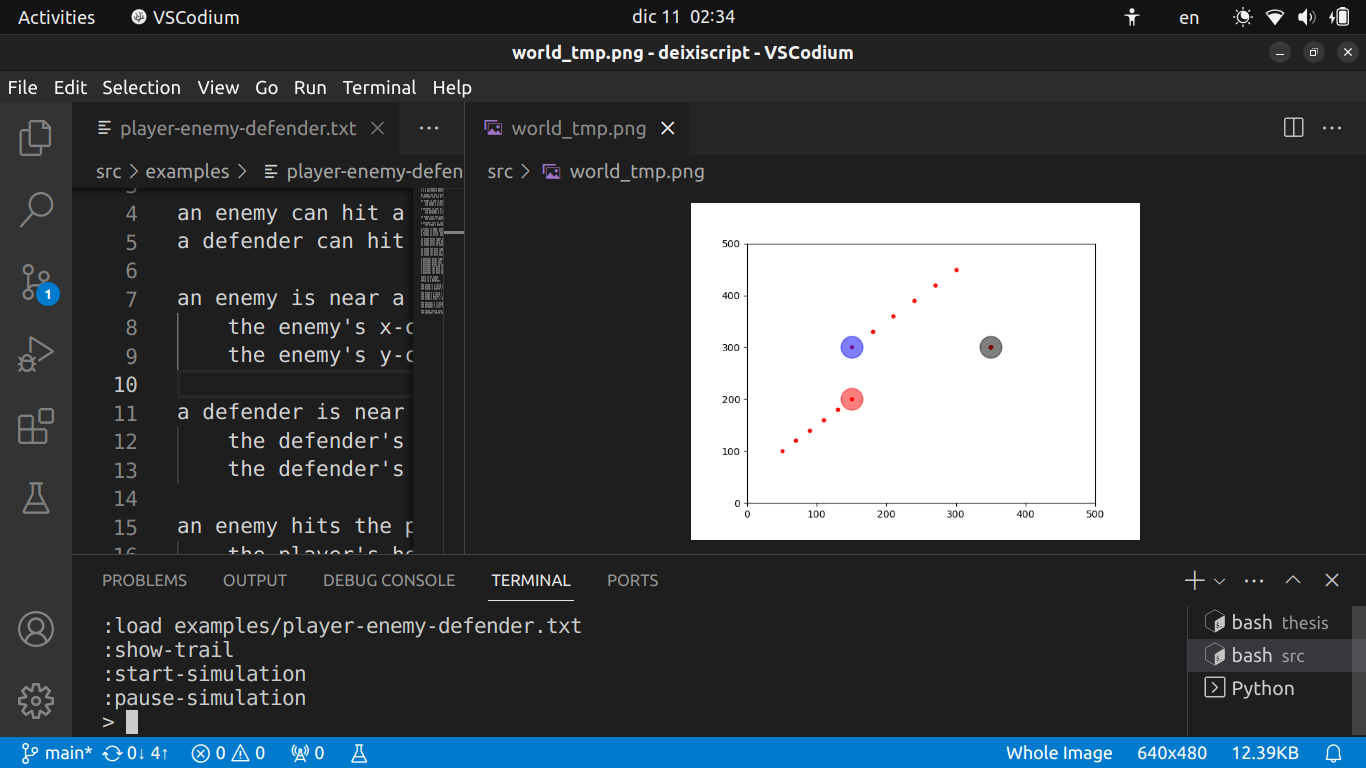 Activities VSCodium dic 11 02:34 en
world_tmp.png - deixiscript - VSCodium
File Edit Selection View Go Run Terminal Help
player-enemy-defender.txt
world_tmp.png
src > examples > player-enemy-defen
src > world_tmp.png
4 an enemy can hit a
5 a defender can hit
6
7 an enemy is near a
8 the enemy's x-c
9 the enemy's y-c
10
11 a defender is near
12 the defender's
13 the defender's
14
15 an enemy hits the p
16 the player's he
500
400
300
200
100
0
0 100 200 300 400 500
1
PROBLEMS OUTPUT DEBUG CONSOLE TERMINAL PORTS
:load examples/player-enemy-defender.txt
:show-trail
:start-simulation
:pause-simulation
>
bash thesis
bash src
Python
main* 0↓ 4↑ 0 0 0 Whole Image 640x480 12.39KB